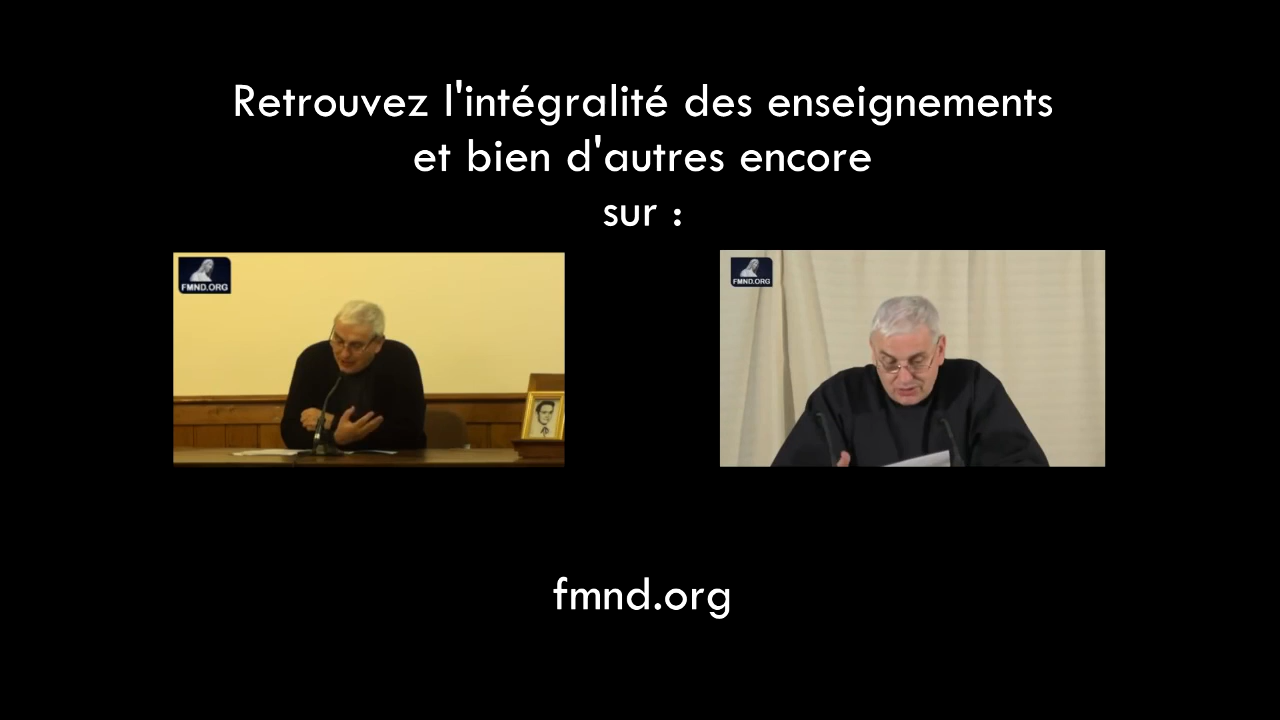 Retrouvez l'intégralité des enseignements
et bien d'autres encore
sur :
FMND.ORG
FMND.ORG
fmnd.org